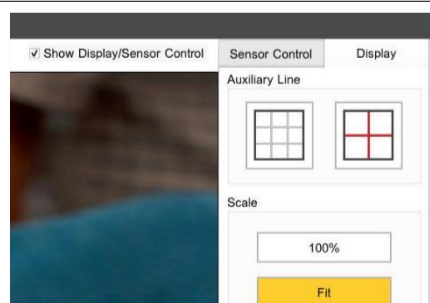 Show Display/Sensor Control
Sensor Control
Display
Auxiliary Line
Scale
100%
Fit